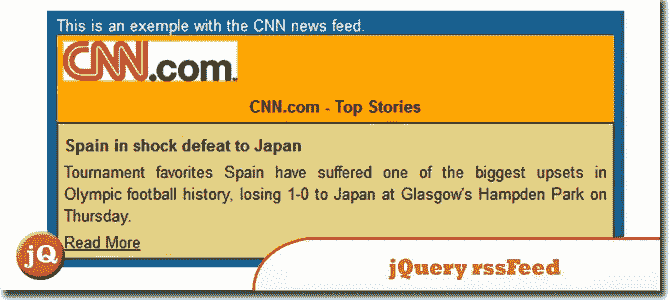 This is an exemple with the CNN news feed.
CNN.com
CNN.com - Top Stories
Spain in shock defeat to Japan
Tournament favorites Spain have suffered one of the biggest upsets in
Olympic football history, losing 1-0 to Japan at Glasgow's Hampden Park on
Thursday.
Read More
jQ
jQuery rssFeed